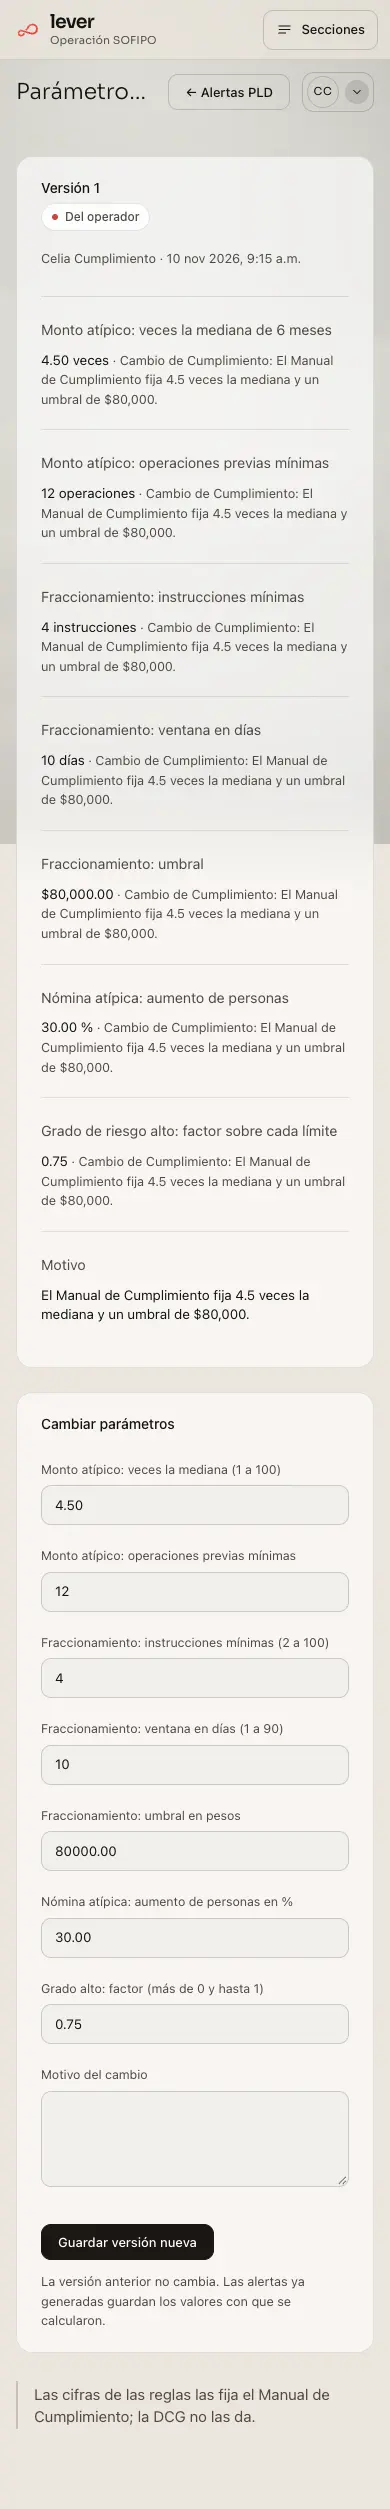 lever
Operación SOFIPO
Secciones
Parámetro...
← Alertas PLD
CC
Versión 1
Del operador
Celia Cumplimiento · 10 nov 2026, 9:15 a.m.
Monto atípico: veces la mediana de 6 meses
4.50 veces · Cambio de Cumplimiento: El Manual
de Cumplimiento fija 4.5 veces la mediana y un
umbral de $80,000.
Monto atípico: operaciones previas mínimas
12 operaciones · Cambio de Cumplimiento: El
Manual de Cumplimiento fija 4.5 veces la mediana y
un umbral de $80,000.
Fraccionamiento: instrucciones mínimas
4 instrucciones · Cambio de Cumplimiento: El
Manual de Cumplimiento fija 4.5 veces la mediana y
un umbral de $80,000.
Fraccionamiento: ventana en días
10 días · Cambio de Cumplimiento: El Manual de
Cumplimiento fija 4.5 veces la mediana y un umbral
de $80,000.
Fraccionamiento: umbral
$80,000.00 · Cambio de Cumplimiento: El Manual
de Cumplimiento fija 4.5 veces la mediana y un
umbral de $80,000.
Nómina atípica: aumento de personas
30.00 % · Cambio de Cumplimiento: El Manual de
Cumplimiento fija 4.5 veces la mediana y un umbral
de $80,000.
Grado de riesgo alto: factor sobre cada límite
0.75 · Cambio de Cumplimiento: El Manual de
Cumplimiento fija 4.5 veces la mediana y un umbral
de $80,000.
Motivo
El Manual de Cumplimiento fija 4.5 veces la
mediana y un umbral de $80,000.
Cambiar parámetros
Monto atípico: veces la mediana (1 a 100)
4.50
Monto atípico: operaciones previas mínimas
12
Fraccionamiento: instrucciones mínimas (2 a 100)
4
Fraccionamiento: ventana en días (1 a 90)
10
Fraccionamiento: umbral en pesos
80000.00
Nómina atípica: aumento de personas en %
30.00
Grado alto: factor (más de 0 y hasta 1)
0.75
Motivo del cambio
Guardar versión nueva
La versión anterior no cambia. Las alertas ya
generadas guardan los valores con que se
calcularon.
Las cifras de las reglas las fija el Manual de
Cumplimiento; la DCG no las da.